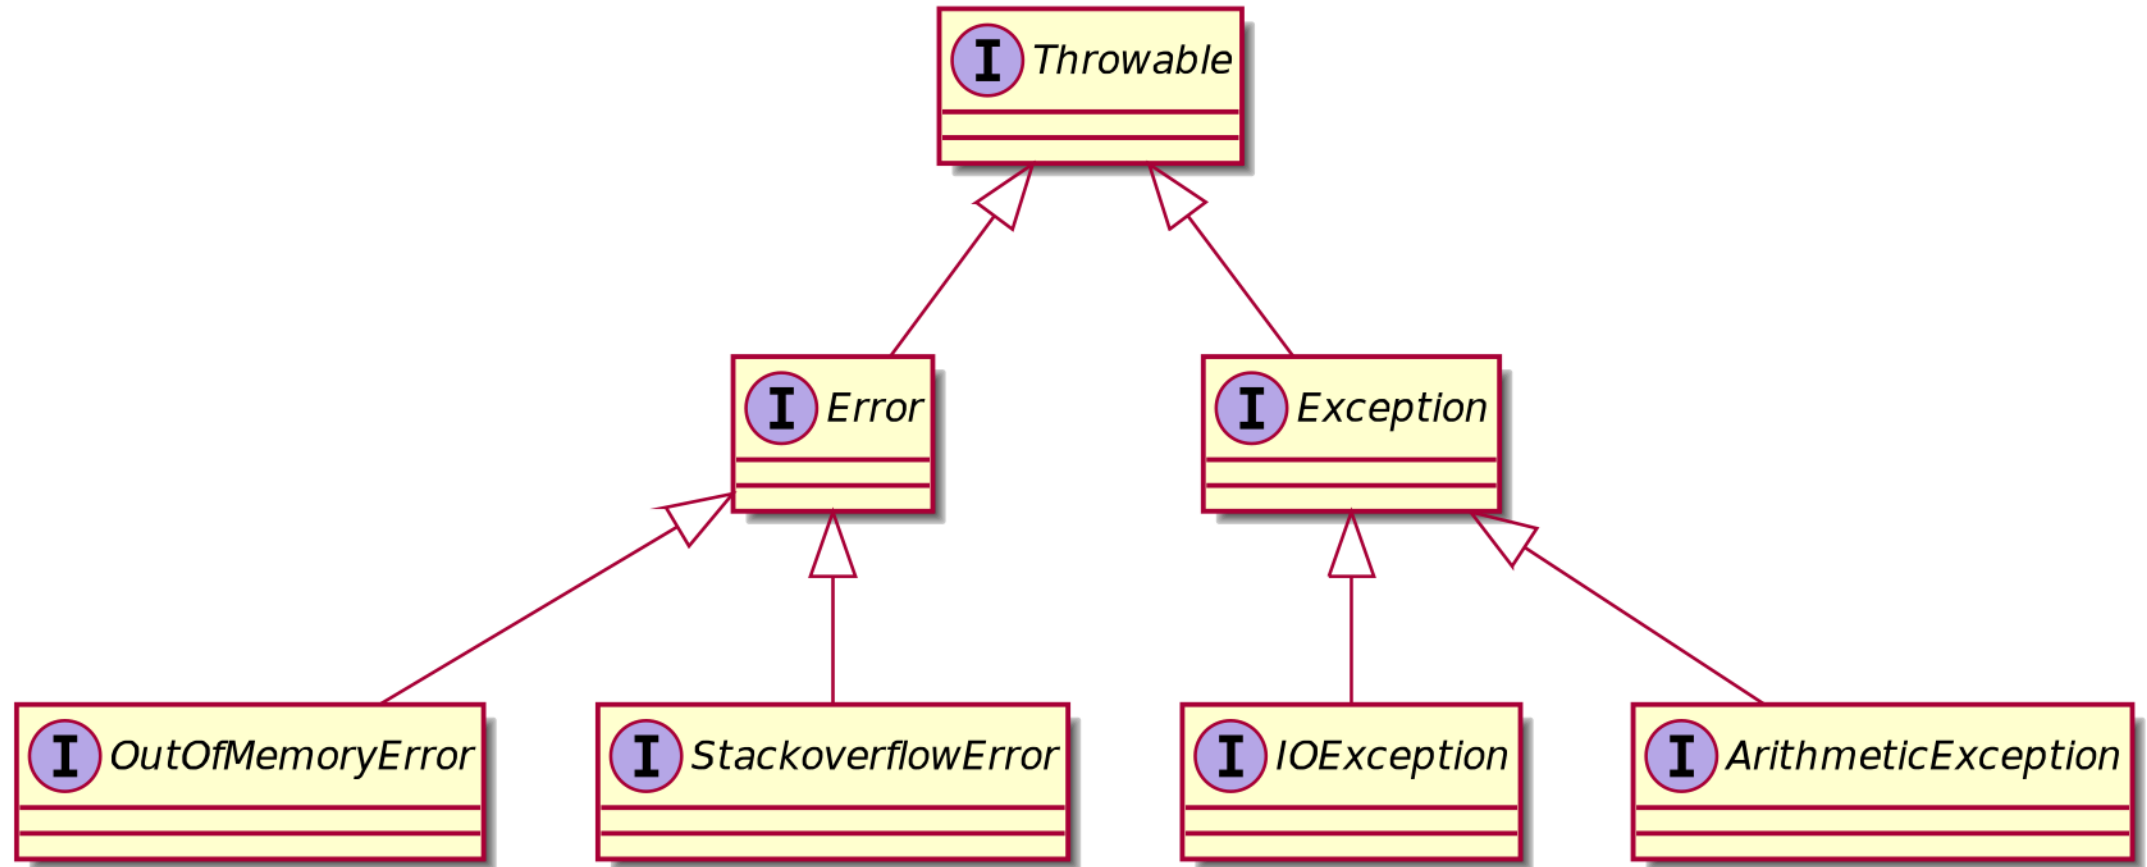 I Throwable
I Error
I Exception
I OutOfMemoryError
I StackoverflowError
I IOException
I ArithmeticException